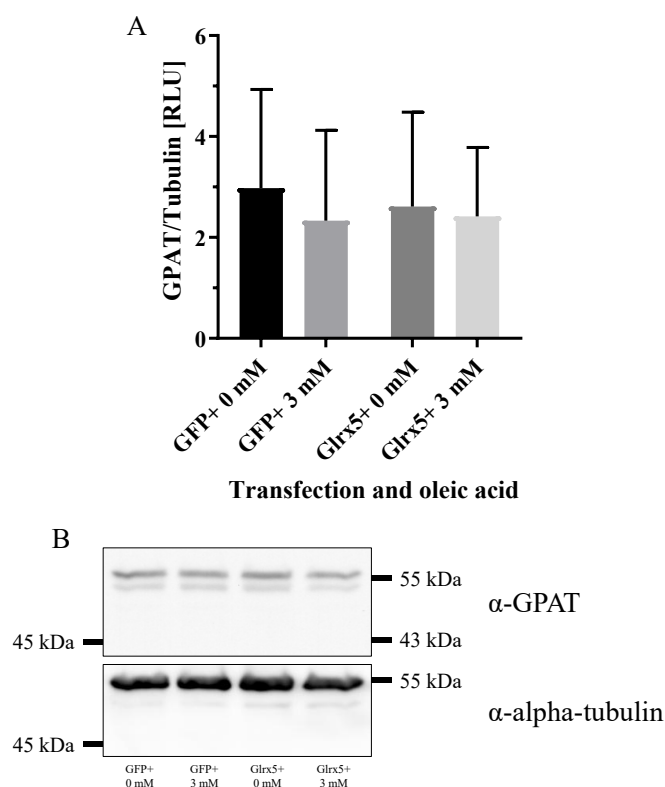 A
GPAT/Tubulin [RLU]
6
4
2
0
GFP+ 0 mM
GFP+ 3 mM
Glrx5+ 0 mM
Glrx5+ 3 mM
Transfection and oleic acid
B
55 kDa
α-GPAT
45 kDa
43 kDa
55 kDa
α-alpha-tubulin
45 kDa
GFP+ GFP+ Glrx5+ Glrx5+
0 mM 3 mM 0 mM 3 mM